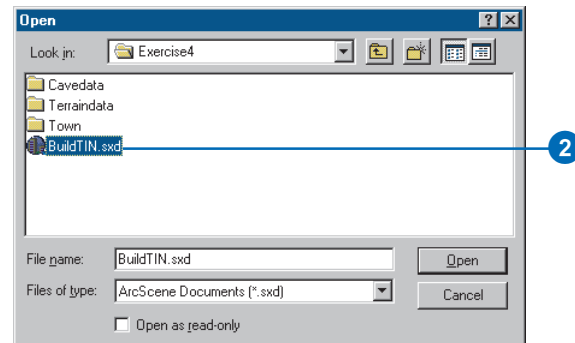 Open
Look in: Exercise4
Cavedata
Terraindata
Town
BuildTIN.sxd
2
File name: BuildTIN.sxd Open
Files of type: ArcScene Documents (*.sxd) Cancel
Open as read-only